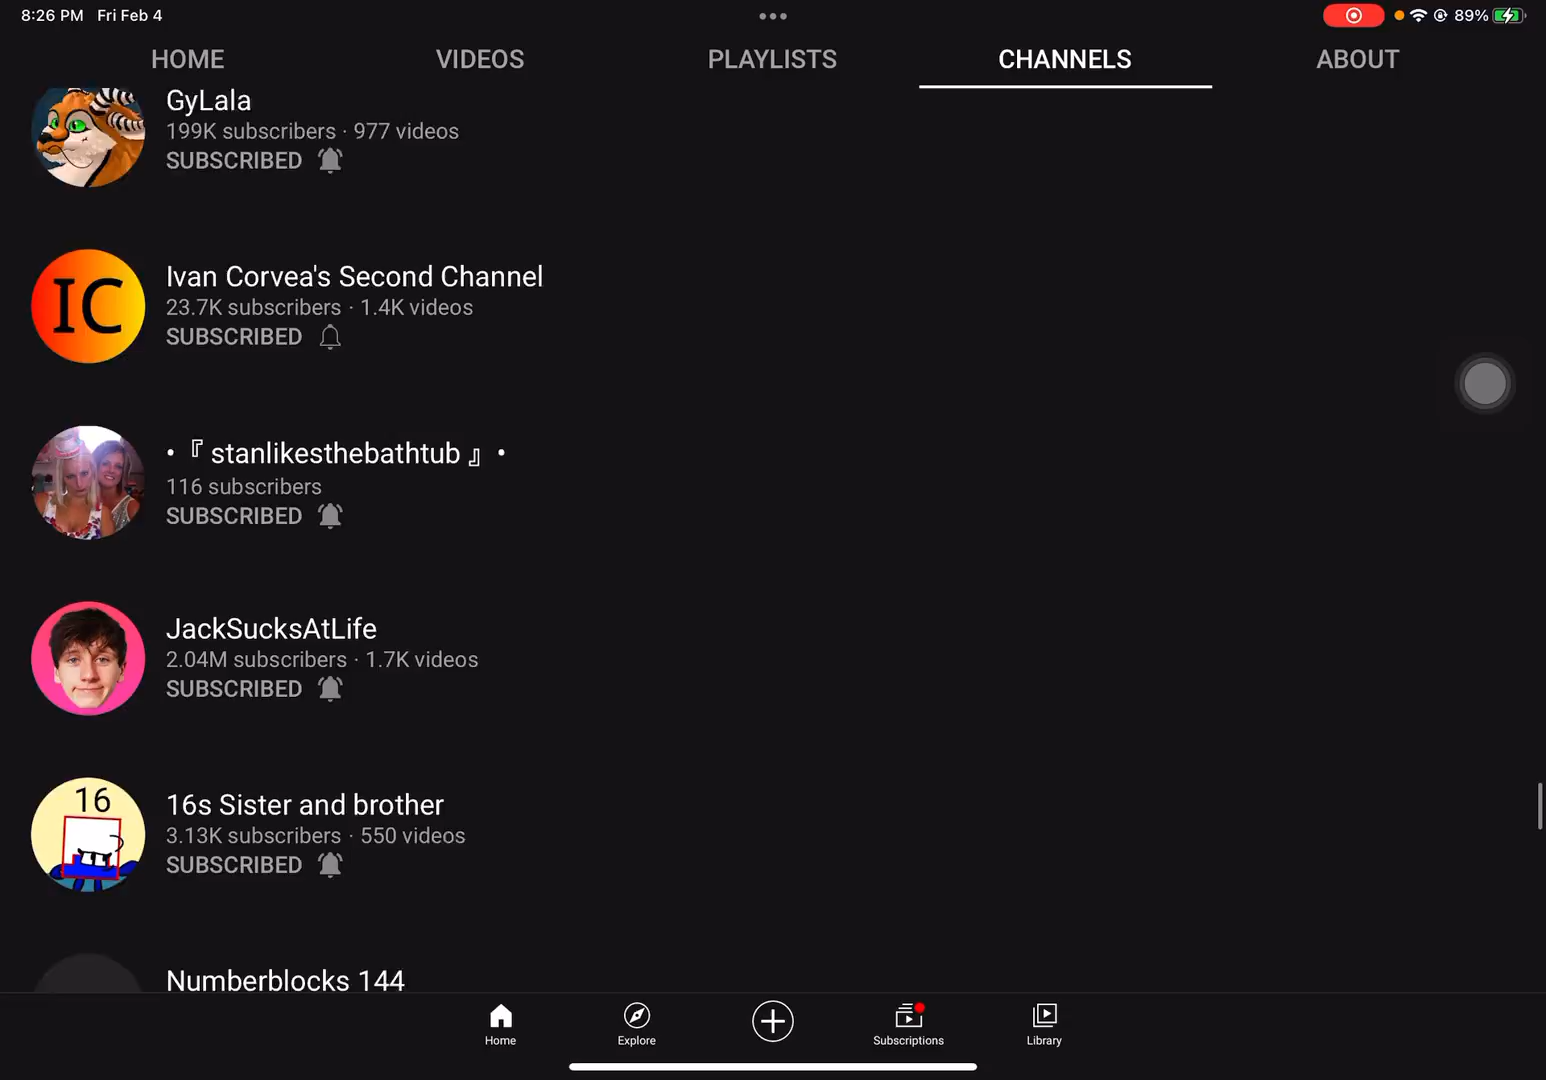 8:26 PM Fri Feb 4
89%
HOME VIDEOS PLAYLISTS CHANNELS ABOUT
GyLala
199K subscribers · 977 videos
SUBSCRIBED
IC
Ivan Corvea's Second Channel
23.7K subscribers · 1.4K videos
SUBSCRIBED
• 『 stanlikesthebathtub 』 •
116 subscribers
SUBSCRIBED
JackSucksAtLife
2.04M subscribers · 1.7K videos
SUBSCRIBED
16
16s Sister and brother
3.13K subscribers · 550 videos
SUBSCRIBED
Numberblocks 144
Home Explore Subscriptions Library